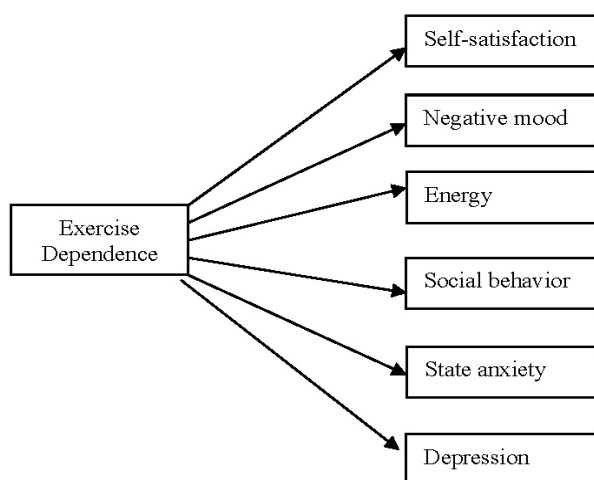 Self-satisfaction
Negative mood
Energy
Exercise
Dependence
Social behavior
State anxiety
Depression